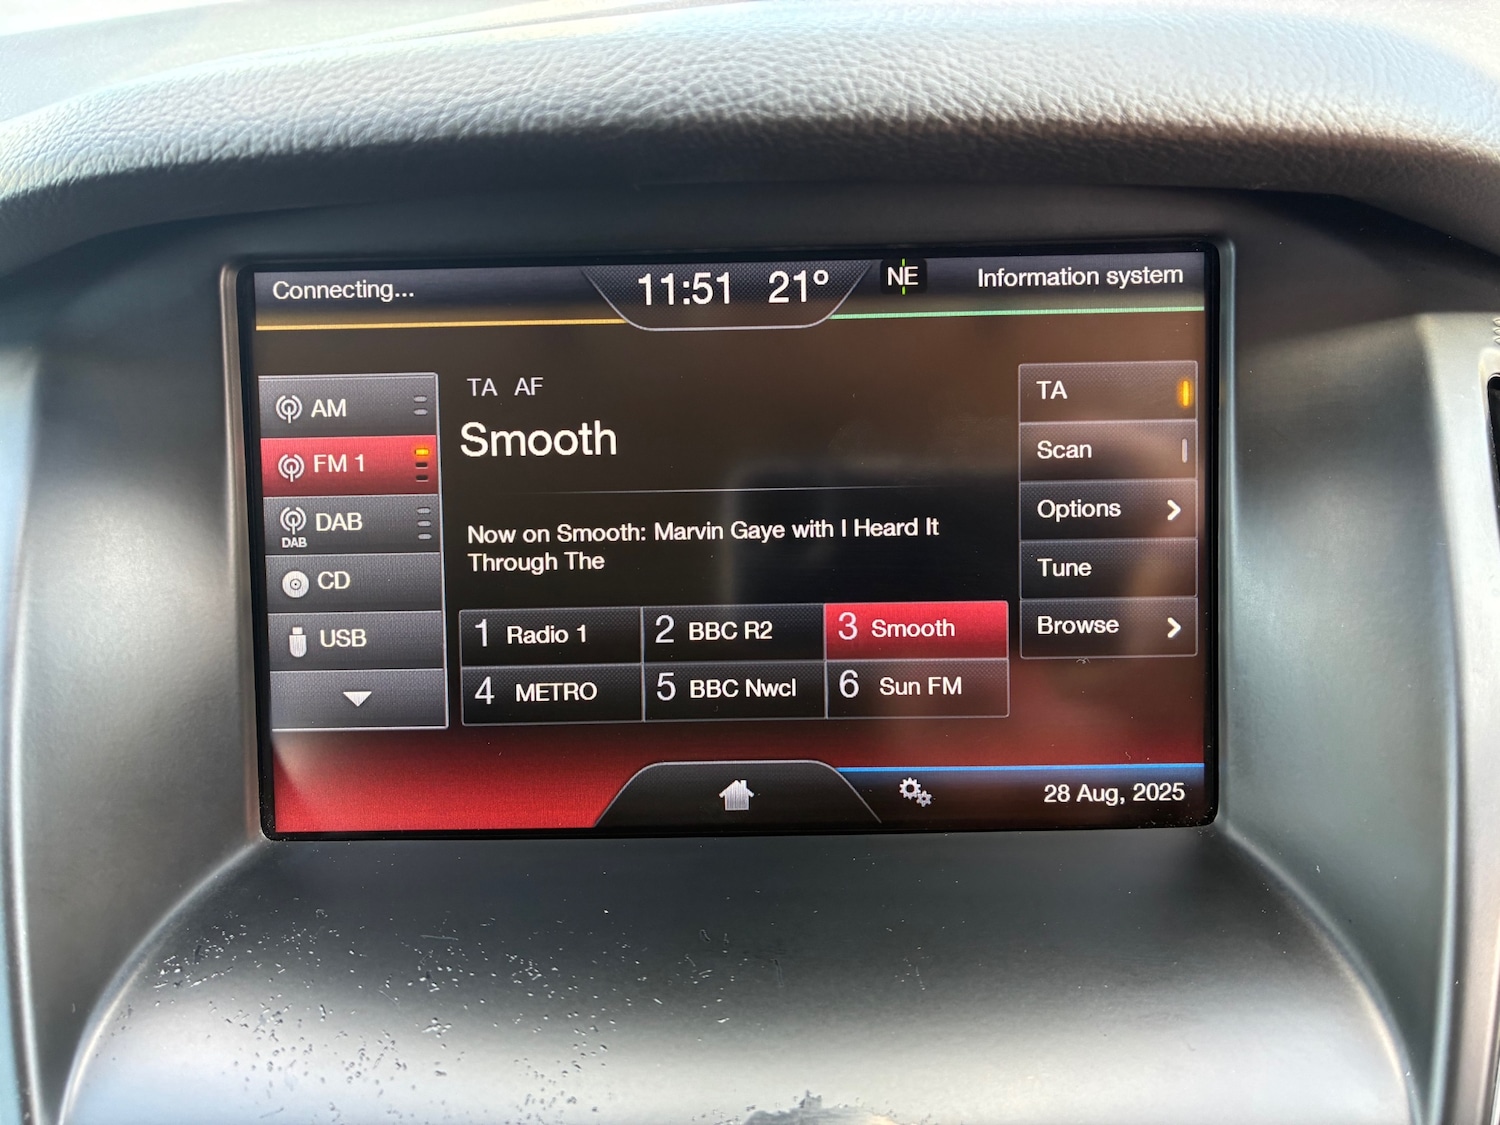 Connecting...
11:51 21°
NE
Information system
AM
FM 1
DAB
DAB
CD
USB
TA AF
Smooth
Now on Smooth: Marvin Gaye with I Heard It
Through The
1 Radio 1
2 BBC R2
3 Smooth
4 METRO
5 BBC Nwcl
6 Sun FM
TA
Scan
Options
Tune
Browse
28 Aug, 2025